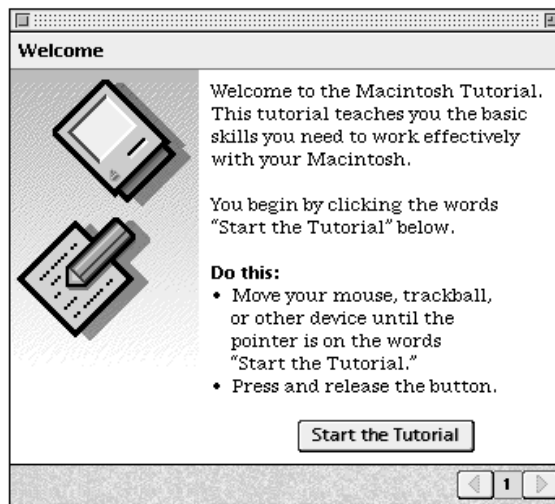 Welcome
Welcome to the Macintosh Tutorial.
This tutorial teaches you the basic
skills you need to work effectively
with your Macintosh.
You begin by clicking the words
“Start the Tutorial” below.
Do this:
• Move your mouse, trackball,
or other device until the
pointer is on the words
“Start the Tutorial.”
• Press and release the button.
Start the Tutorial
1